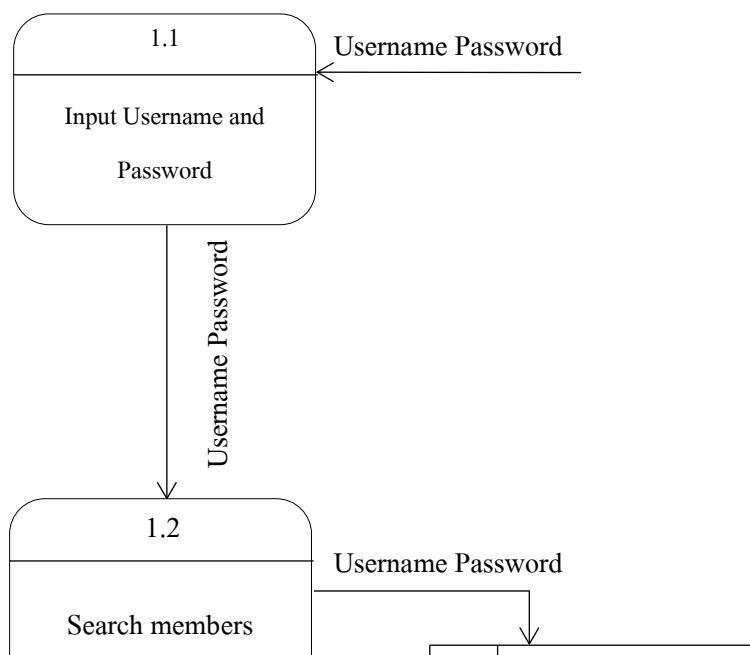 1.1
Username Password
Input Username and
Password
Username Password
1.2
Username Password
Search members